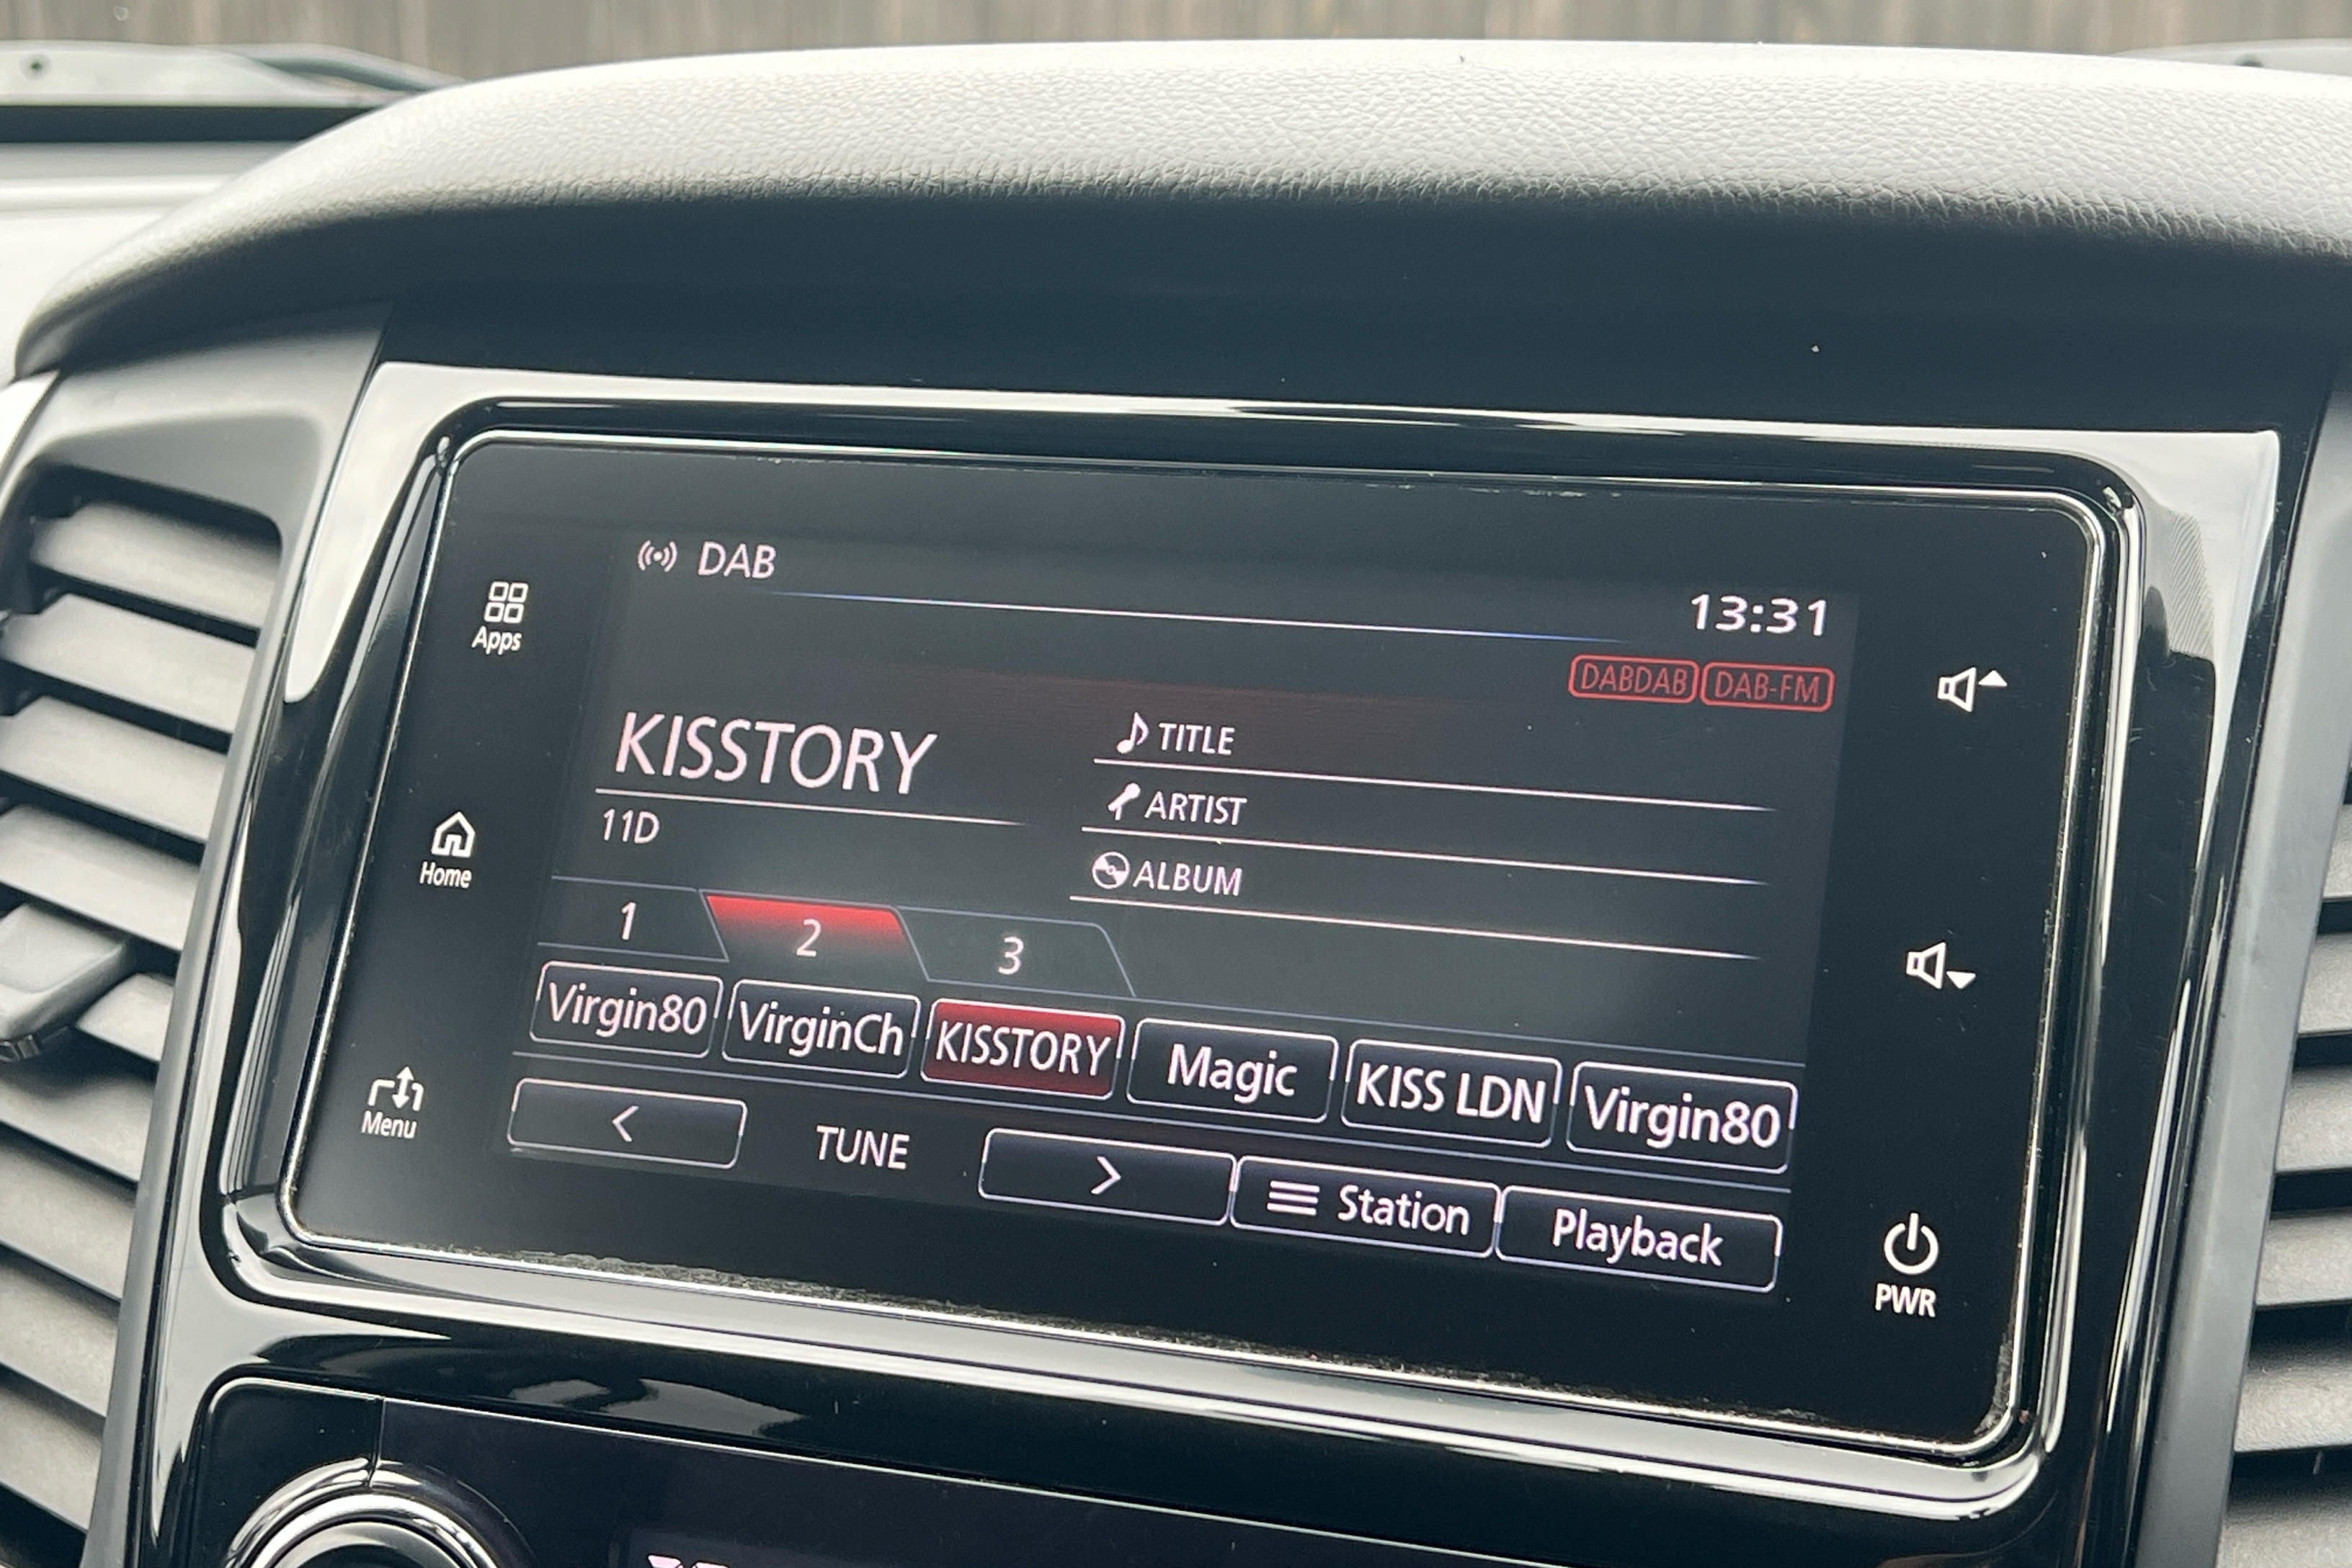 DAB
13:31
Apps
DABDAB DAB-FM
KISSTORY
TITLE
11D
ARTIST
ALBUM
Home
1 2 3
Virgin80 VirginCh KISSTORY Magic KISS LDN Virgin80
Menu
< TUNE > Station Playback
PWR